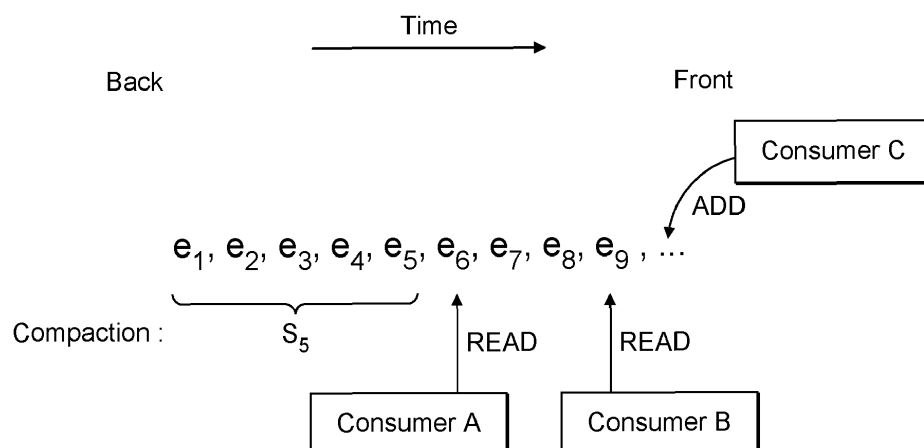 Time
Back
Front
Consumer C
ADD
e₁, e₂, e₃, e₄, e₅, e₆, e₇, e₈, e₉ , ...
Compaction :
S₅
READ
READ
Consumer A
Consumer B